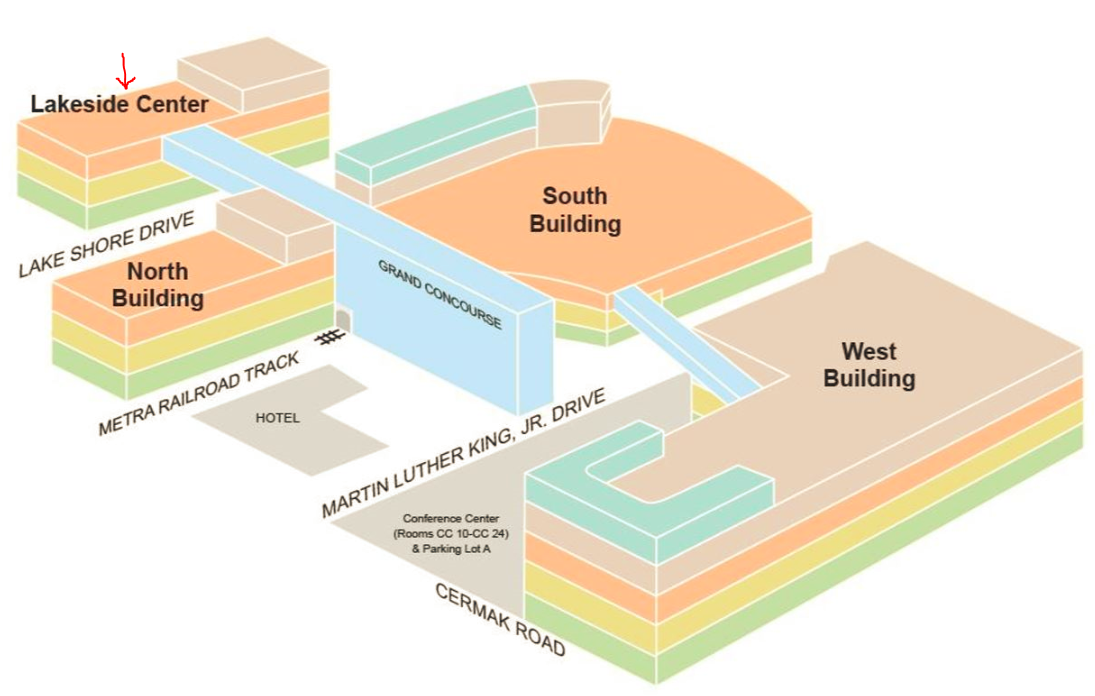 Lakeside Center
LAKE SHORE DRIVE
North
Building
South
Building
GRAND CONCOURSE
METRA RAILROAD TRACK
West
Building
HOTEL
MARTIN LUTHER KING, JR. DRIVE
Conference Center
(Rooms CC 10-CC 24)
& Parking Lot A
CERMAK ROAD